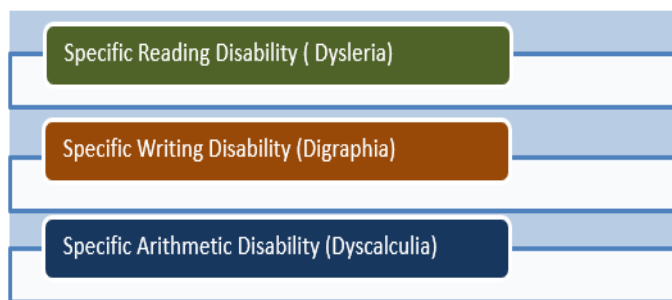 Specific Reading Disability ( Dysleria)
Specific Writing Disability (Digraphia)
Specific Arithmetic Disability (Dyscalculia)